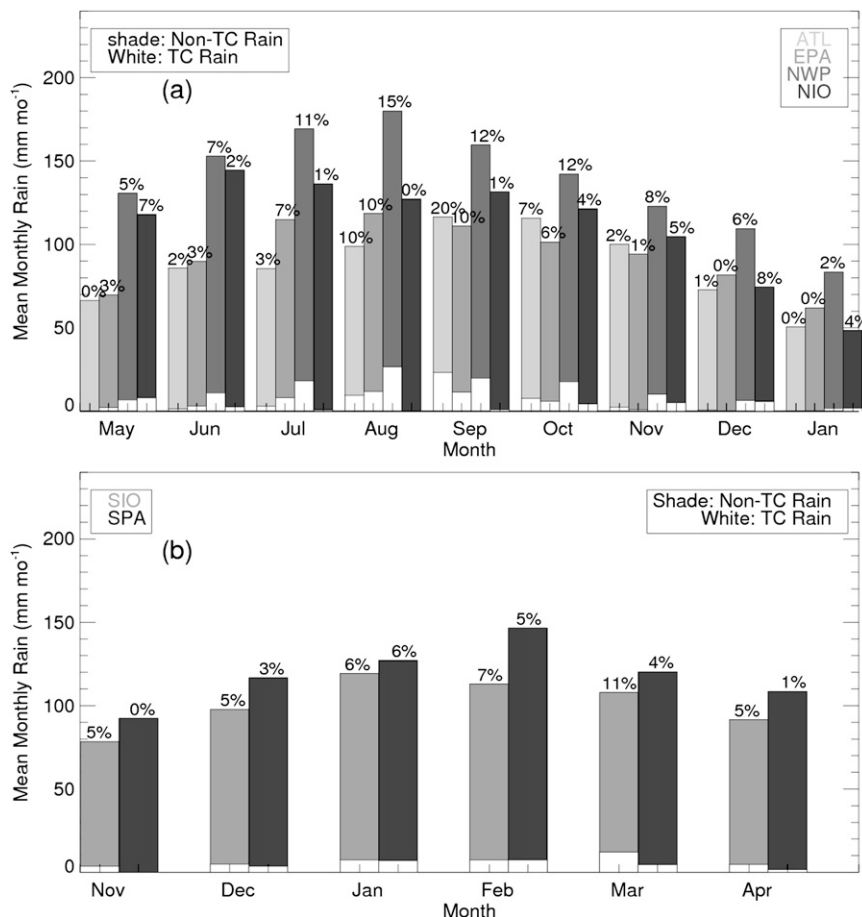 shade: Non-TC Rain
White: TC Rain
(a)
ATL
EPA
NWP
NIO
Mean Monthly Rain (mm mo-1)
200
150
100
50
0
0% 3% 5% 7%
2% 3% 7% 2%
3% 7% 11% 1%
10% 10% 15% 0%
20% 10% 12% 1%
7% 6% 12% 4%
2% 1% 8% 5%
1% 0% 6% 8%
0% 0% 2% 4%
May Jun Jul Aug Sep Oct Nov Dec Jan
Month
SIO
SPA
(b)
Shade: Non-TC Rain
White: TC Rain
Mean Monthly Rain (mm mo-1)
200
150
100
50
0
5% 0%
5% 3%
6% 6%
7% 5%
11% 4%
5% 1%
Nov Dec Jan Feb Mar Apr
Month